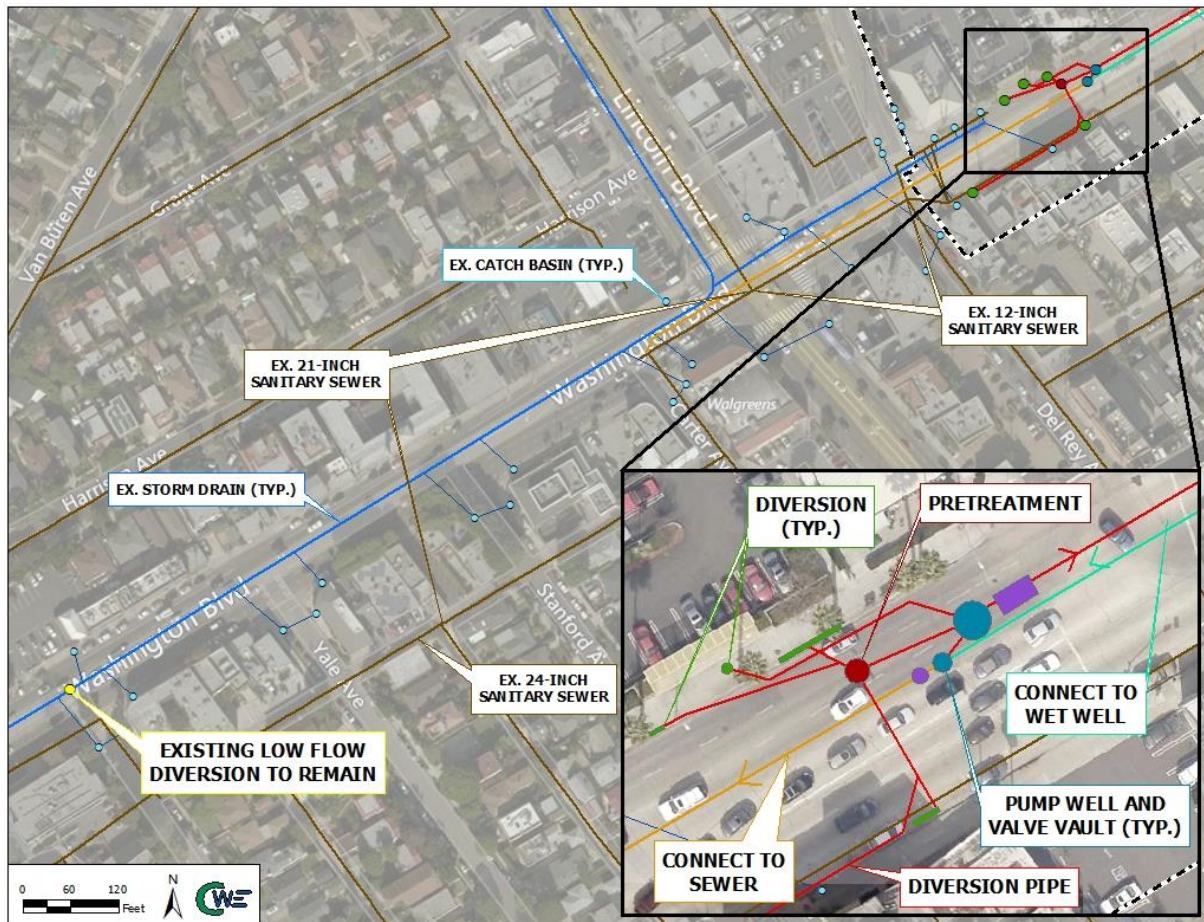 Lincoln Blvd
Van Buren Ave
Grant Ave
Harrison Ave
EX. CATCH BASIN (TYP.)
Washington Blvd.
EX. 12-INCH
SANITARY SEWER
EX. 21-INCH
SANITARY SEWER
Walgreens
Carter Av
Del Rey A
Harrison Ave
EX. STORM DRAIN (TYP.)
DIVERSION
(TYP.)
PRETREATMENT
Washington Blvd.
Stanford Av
Yale Ave
EX. 24-INCH
SANITARY SEWER
CONNECT TO
WET WELL
EXISTING LOW FLOW
DIVERSION TO REMAIN
PUMP WELL AND
VALVE VAULT (TYP.)
CONNECT TO
SEWER
DIVERSION PIPE
0 60 120
Feet
N
CWE